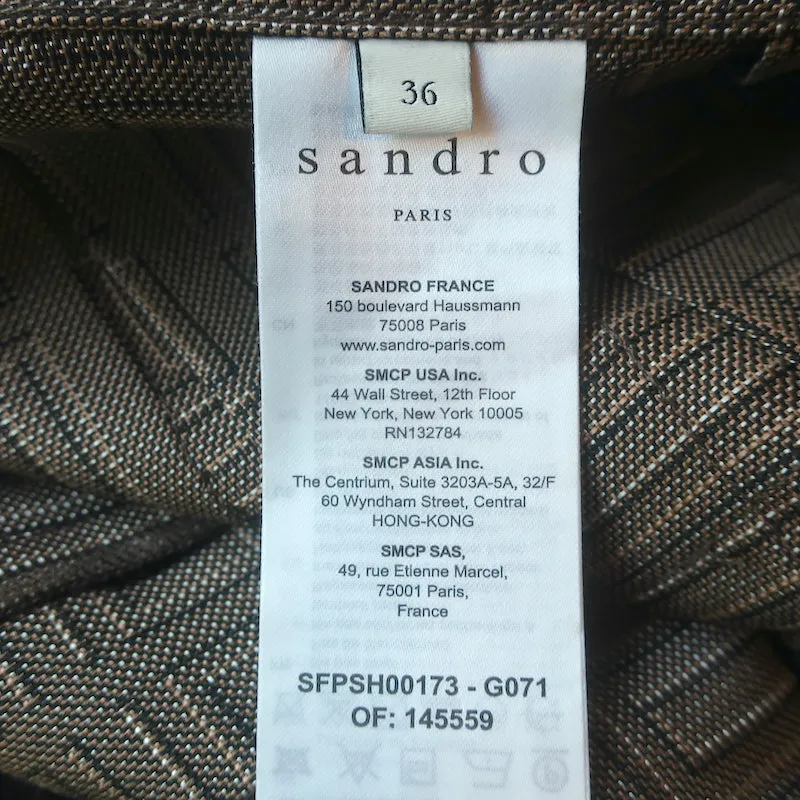 36
sandro
PARIS
SANDRO FRANCE
150 boulevard Haussmann
75008 Paris
www.sandro-paris.com
SMCP USA Inc.
44 Wall Street, 12th Floor
New York, New York 10005
RN132784
SMCP ASIA Inc.
The Centrium, Suite 3203A-5A, 32/F
60 Wyndham Street, Central
HONG-KONG
SMCP SAS,
49, rue Etienne Marcel,
75001 Paris,
France
SFPSH00173 - G071
OF: 145559